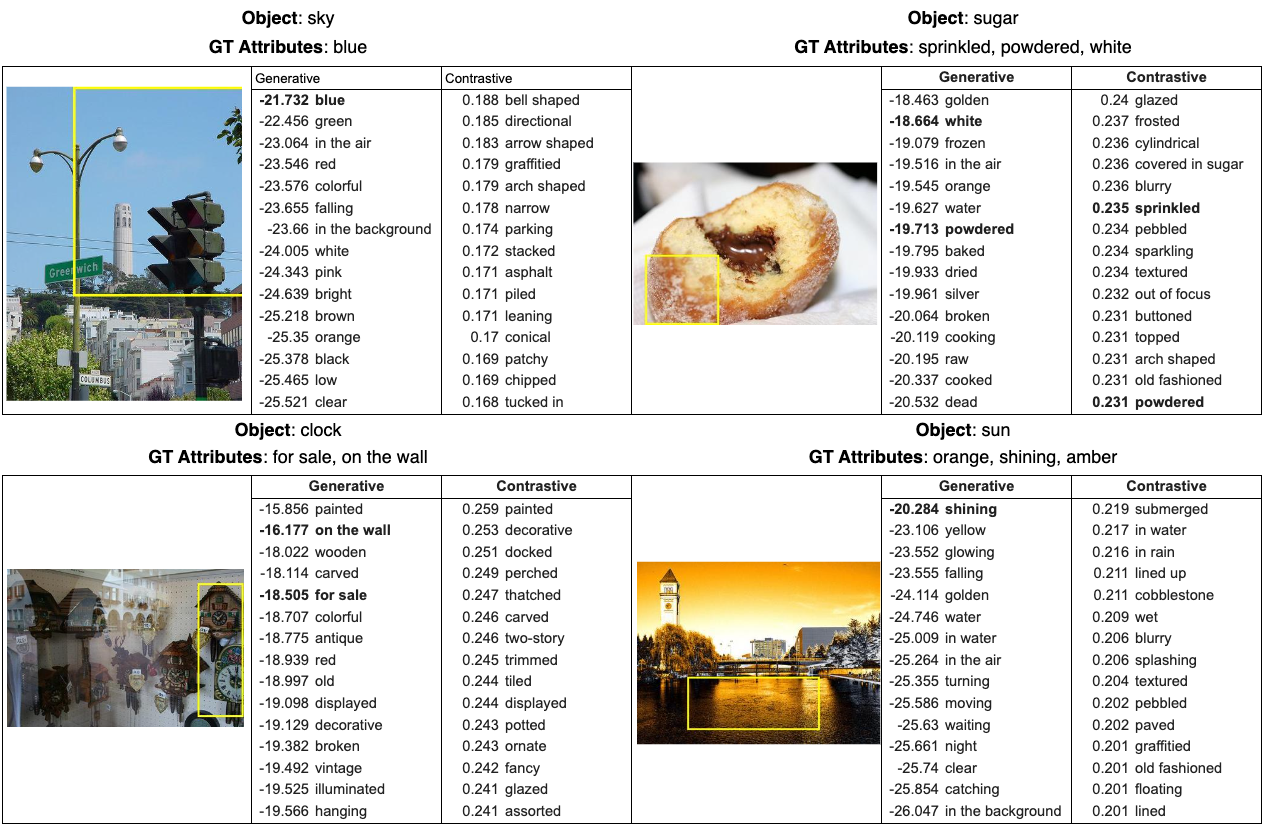 Object: sky
GT Attributes: blue
Generative Contrastive
-21.732 blue 0.188 bell shaped
-22.456 green 0.185 directional
-23.064 in the air 0.183 arrow shaped
-23.546 red 0.179 graffitied
-23.576 colorful 0.179 arch shaped
-23.655 falling 0.178 narrow
-23.66 in the background 0.174 parking
-24.005 white 0.172 stacked
-24.343 pink 0.171 asphalt
-24.639 bright 0.171 piled
-25.218 brown 0.171 leaning
-25.35 orange 0.17 conical
-25.378 black 0.169 patchy
-25.465 low 0.169 chipped
-25.521 clear 0.168 tucked in
Greenwich
COLUMBUS
Object: sugar
GT Attributes: sprinkled, powdered, white
Generative Contrastive
-18.463 golden 0.24 glazed
-18.664 white 0.237 frosted
-19.079 frozen 0.236 cylindrical
-19.516 in the air 0.236 covered in sugar
-19.545 orange 0.236 blurry
-19.627 water 0.235 sprinkled
-19.713 powdered 0.234 pebbled
-19.795 baked 0.234 sparkling
-19.933 dried 0.234 textured
-19.961 silver 0.232 out of focus
-20.064 broken 0.231 buttoned
-20.119 cooking 0.231 topped
-20.195 raw 0.231 arch shaped
-20.337 cooked 0.231 old fashioned
-20.532 dead 0.231 powdered
Object: clock
GT Attributes: for sale, on the wall
Generative Contrastive
-15.856 painted 0.259 painted
-16.177 on the wall 0.253 decorative
-18.022 wooden 0.251 docked
-18.114 carved 0.249 perched
-18.505 for sale 0.247 thatched
-18.707 colorful 0.246 carved
-18.775 antique 0.246 two-story
-18.939 red 0.245 trimmed
-18.997 old 0.244 tiled
-19.098 displayed 0.244 displayed
-19.129 decorative 0.243 potted
-19.382 broken 0.243 ornate
-19.492 vintage 0.242 fancy
-19.525 illuminated 0.241 glazed
-19.566 hanging 0.241 assorted
Object: sun
GT Attributes: orange, shining, amber
Generative Contrastive
-20.284 shining 0.219 submerged
-23.106 yellow 0.217 in water
-23.552 glowing 0.216 in rain
-23.555 falling 0.211 lined up
-24.114 golden 0.211 cobblestone
-24.746 water 0.209 wet
-25.009 in water 0.206 blurry
-25.264 in the air 0.206 splashing
-25.355 turning 0.204 textured
-25.586 moving 0.202 pebbled
-25.63 waiting 0.202 paved
-25.661 night 0.201 graffitied
-25.74 clear 0.201 old fashioned
-25.854 catching 0.201 floating
-26.047 in the background 0.201 lined